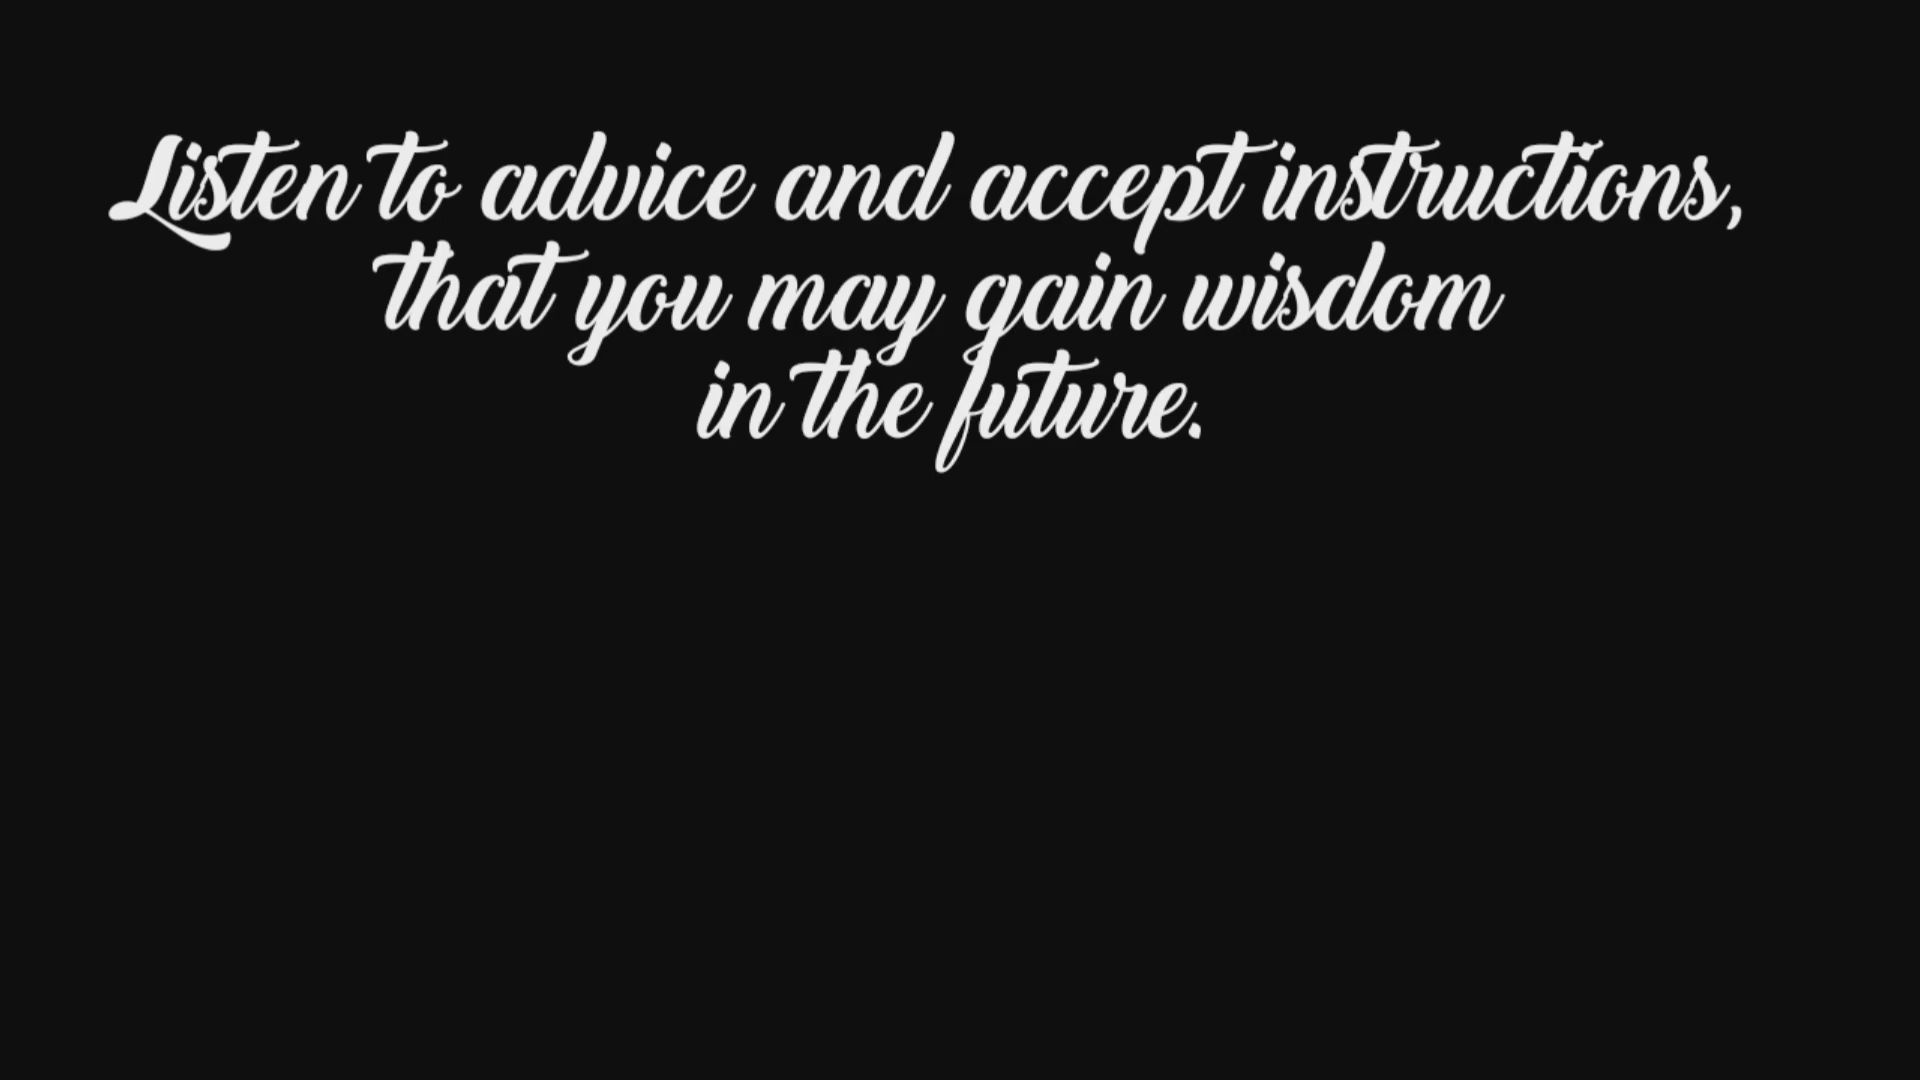 Listen to advice and accept instructions,
that you may gain wisdom
in the future.